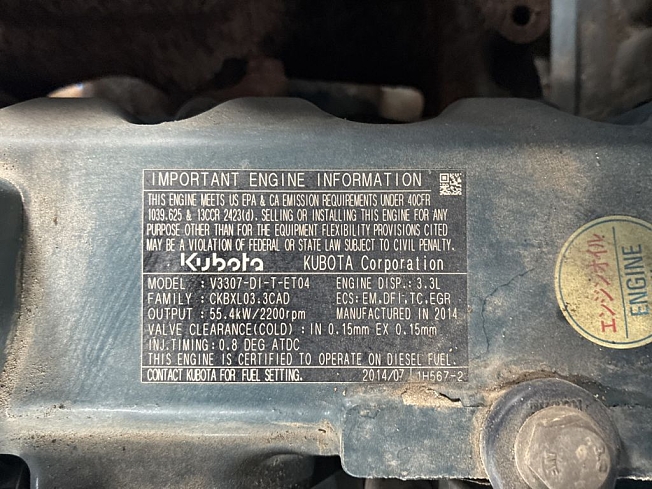 IMPORTANT ENGINE INFORMATION
THIS ENGINE MEETS US EPA & CA EMISSION REQUIREMENTS UNDER 40CFR
1039.625 & 13CCR 2423(d). SELLING OR INSTALLING THIS ENGINE FOR ANY
PURPOSE OTHER THAN FOR THE EQUIPMENT FLEXIBILITY PROVISIONS CITED
MAY BE A VIOLATION OF FEDERAL OR STATE LAW SUBJECT TO CIVIL PENALTY.
Kubota KUBOTA Corporation
MODEL : V3307-DI-T-ET04 ENGINE DISP.: 3.3L
FAMILY : CKBXL03.3CAD ECS: EM,DFI,TC,EGR
OUTPUT : 55.4kW/2200rpm MANUFACTURED IN 2014
VALVE CLEARANCE(COLD) : IN 0.15mm EX 0.15mm
INJ:TIMING: 0.8 DEG ATDC
THIS ENGINE IS CERTIFIED TO OPERATE ON DIESEL FUEL.
CONTACT KUBOTA FOR FUEL SETTING. 2014/07 1H567-2
エンジンオイル
ENGINE